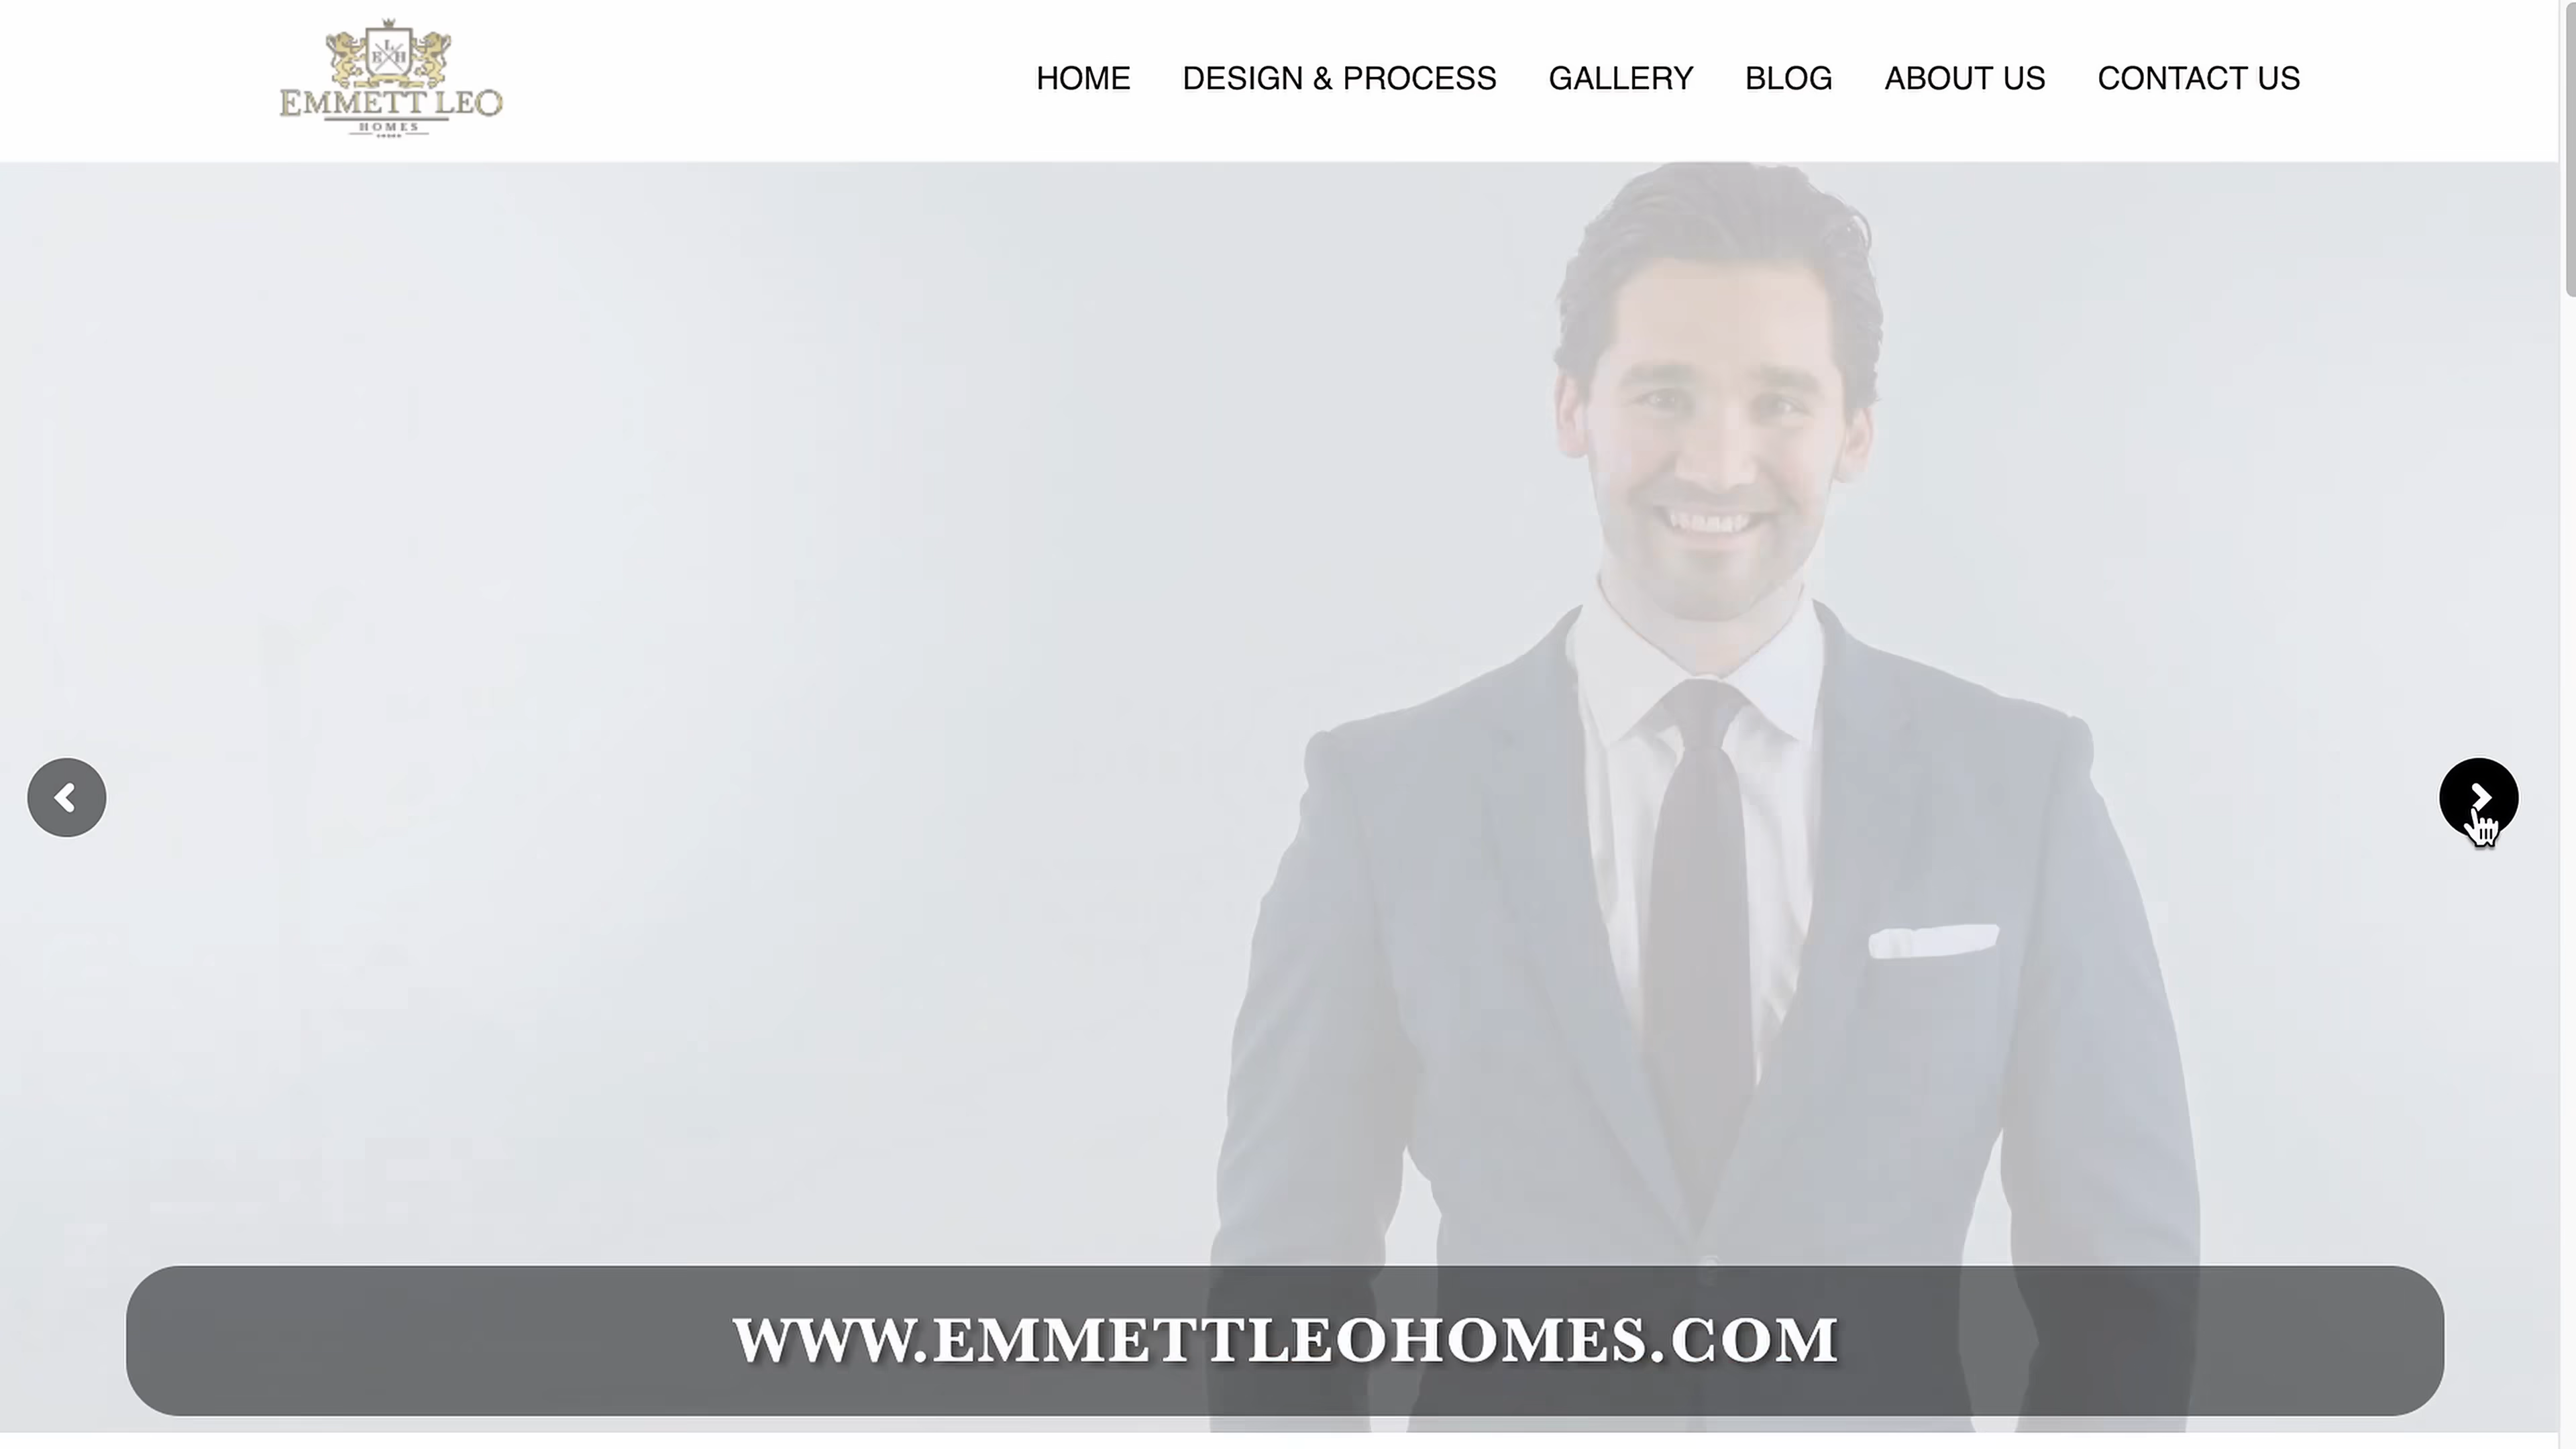 L
E H
EMMETT LEO
HOMES
HOME DESIGN & PROCESS GALLERY BLOG ABOUT US CONTACT US
WWW.EMMETTLEOHOMES.COM